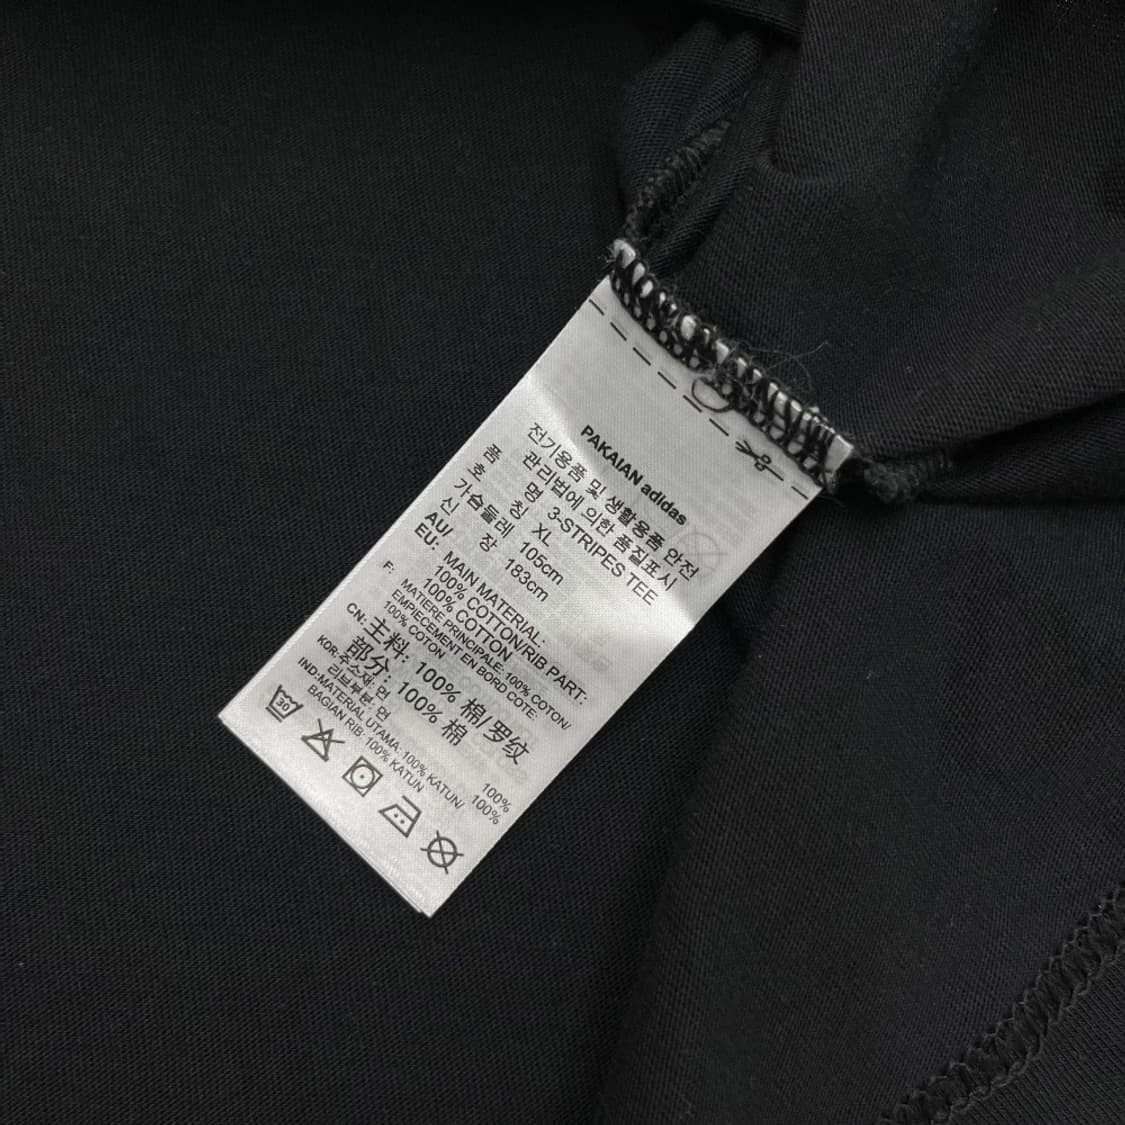 PAKAIAN adidas
전기용품 및 생활용품 안전
관리법에 의한 품질표시
품 명 3-STRIPES TEE
호 칭 XL
가슴둘레 105cm
신 장 183cm
AU/
EU: MAIN MATERIAL:
100% COTTON/RIB PART:
100% COTTON
F: MATIERE PRINCIPALE: 100% COTON/
EMPIECEMENT EN BORD COTE:
100% COTON
CN: 主料: 100% 棉/罗纹
部分: 100% 棉
KOR: 주소재: 면 100%
리브부분: 면 100%
IND: MATERIAL UTAMA: 100% KATUN/
BAGIAN RIB: 100% KATUN
30